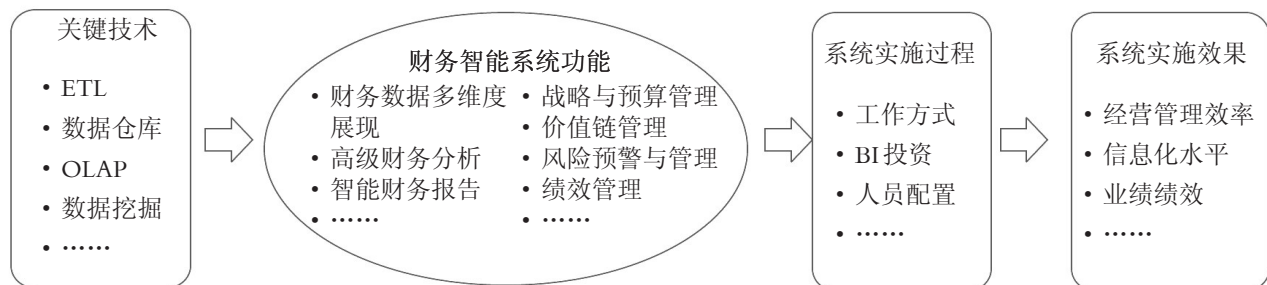 关键技术
• ETL
• 数据仓库
• OLAP
• 数据挖掘
• ……
财务智能系统功能
• 财务数据多维度
展现
• 高级财务分析
• 智能财务报告
• ……
• 战略与预算管理
• 价值链管理
• 风险预警与管理
• 绩效管理
• ……
系统实施过程
• 工作方式
• BI投资
• 人员配置
• ……
系统实施效果
• 经营管理效率
• 信息化水平
• 业绩绩效
• ……